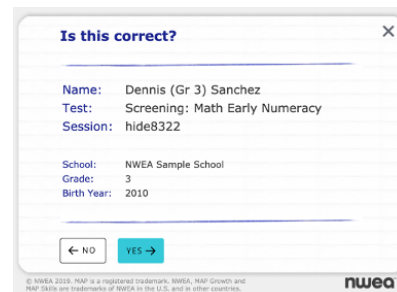 Is this correct?
Name: Dennis (Gr 3) Sanchez
Test: Screening: Math Early Numeracy
Session: hide8322
School: NWEA Sample School
Grade: 3
Birth Year: 2010
← NO YES →
© NWEA 2019. MAP is a registered trademark. NWEA, MAP Growth and
MAP Skills are trademarks of NWEA in the U.S. and in other countries.
nwea